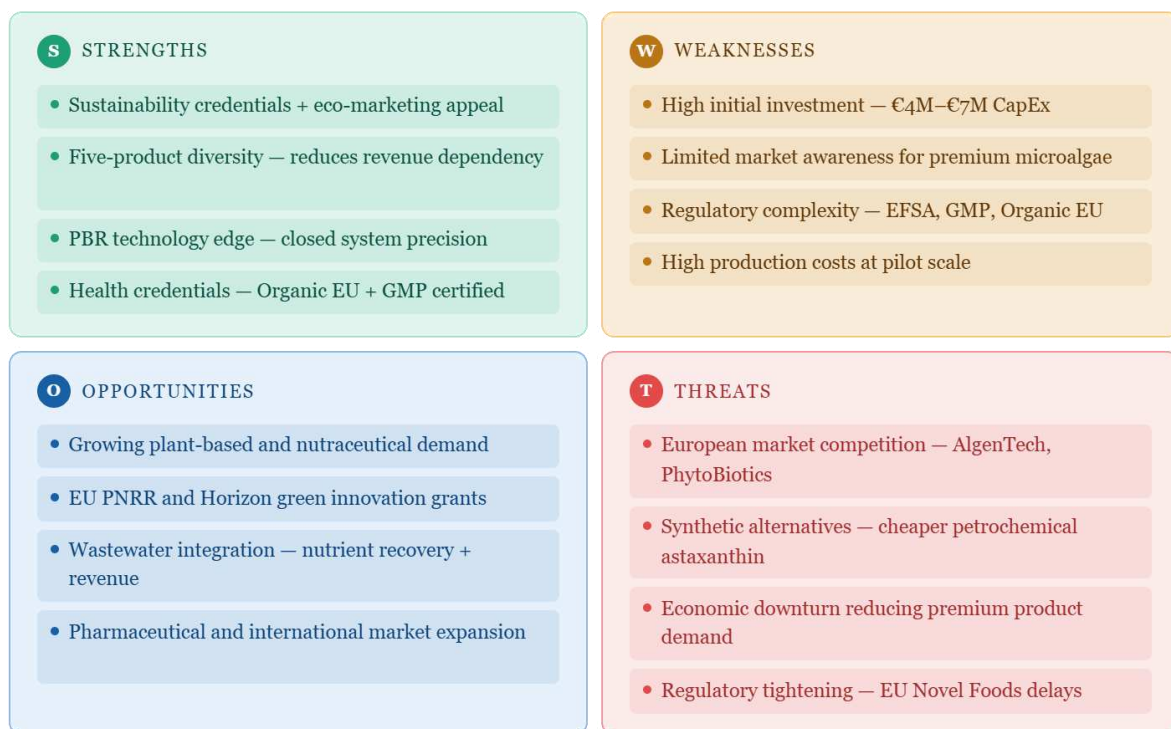 S STRENGTHS
• Sustainability credentials + eco-marketing appeal
• Five-product diversity — reduces revenue dependency
• PBR technology edge — closed system precision
• Health credentials — Organic EU + GMP certified
W WEAKNESSES
• High initial investment — €4M–€7M CapEx
• Limited market awareness for premium microalgae
• Regulatory complexity — EFSA, GMP, Organic EU
• High production costs at pilot scale
O OPPORTUNITIES
• Growing plant-based and nutraceutical demand
• EU PNRR and Horizon green innovation grants
• Wastewater integration — nutrient recovery +
revenue
• Pharmaceutical and international market expansion
T THREATS
• European market competition — AlgenTech,
PhytoBiotics
• Synthetic alternatives — cheaper petrochemical
astaxanthin
• Economic downturn reducing premium product
demand
• Regulatory tightening — EU Novel Foods delays